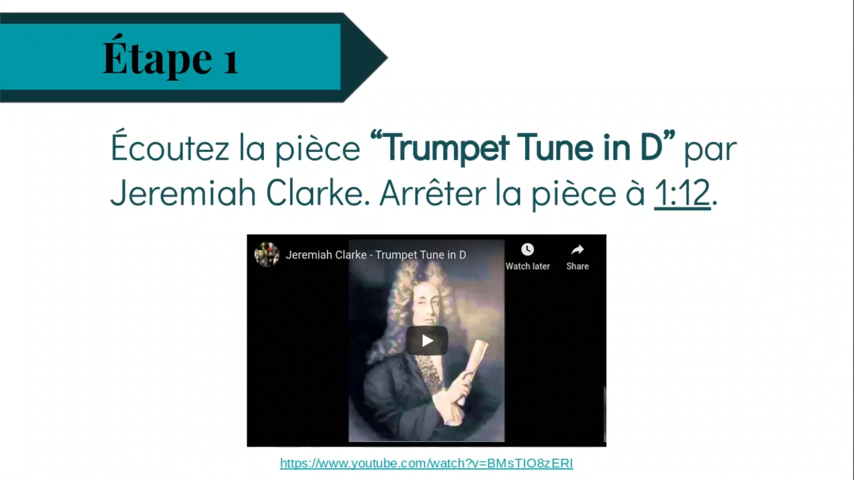 Étape 1
Écoutez la pièce “Trumpet Tune in D” par
Jeremiah Clarke. Arrêter la pièce à 1:12.
Jeremiah Clarke - Trumpet Tune in D
Watch later
Share
https://www.youtube.com/watch?v=BMsTIO8zERI